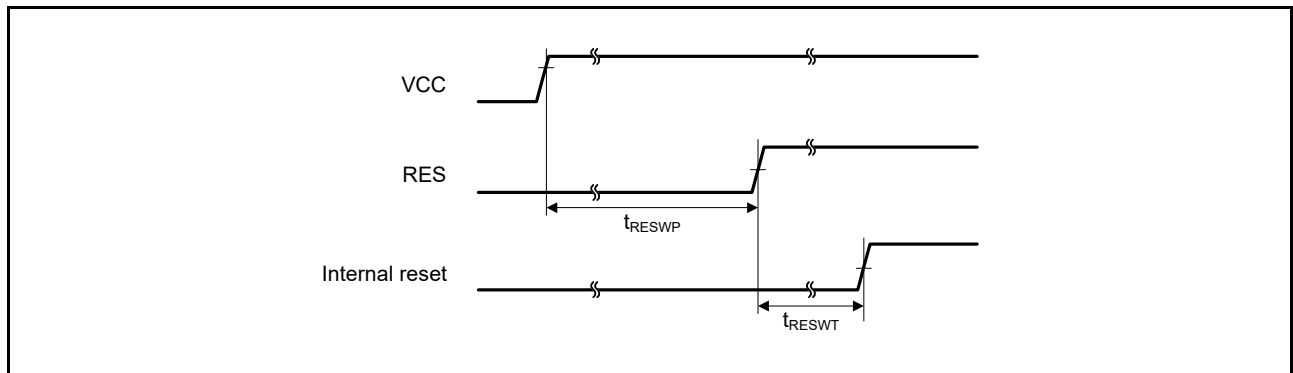 VCC
RES
tRESWP
Internal reset
tRESWT